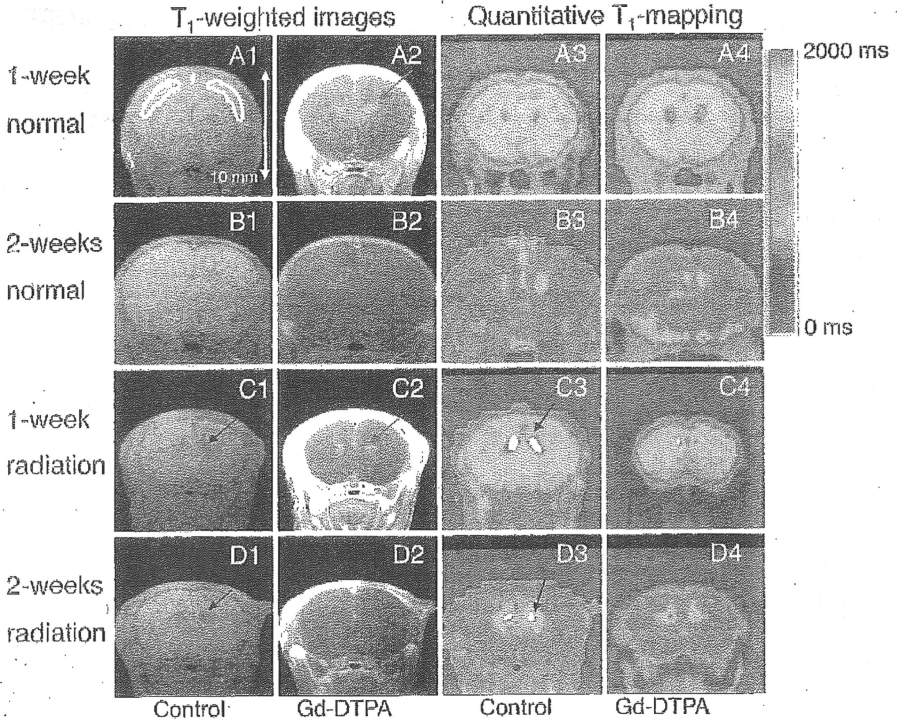 T1-weighted images Quantitative T1-mapping
1-week normal
A1 A2 A3 A4
10 mm
2000 ms
2-weeks normal
B1 B2 B3 B4
0 ms
1-week radiation
C1 C2 C3 C4
2-weeks radiation
D1 D2 D3 D4
Control Gd-DTPA Control Gd-DTPA